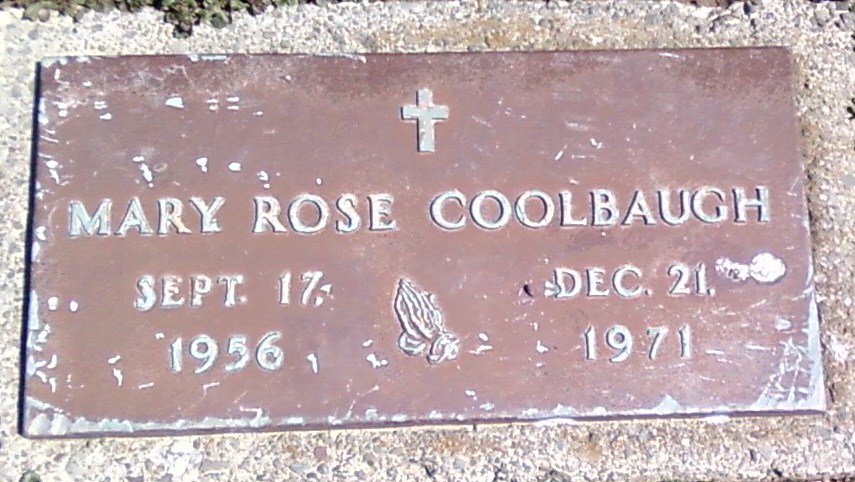 MARY ROSE COOLBAUGH
SEPT. 17, DEC. 21,
1956 1971